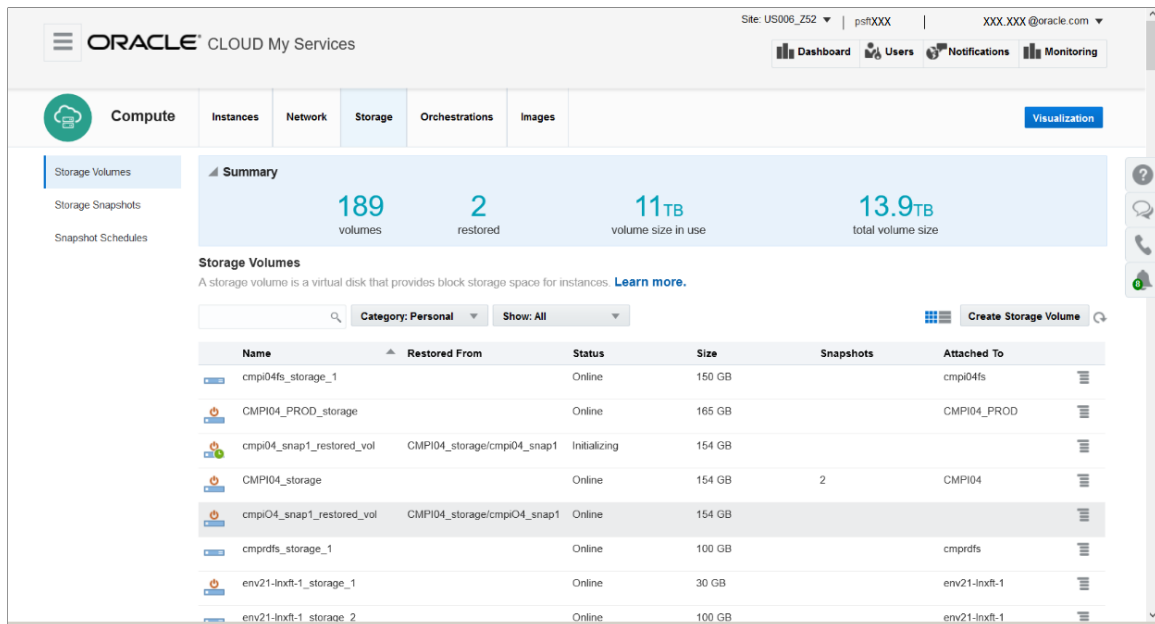 Site: US006_Z52 | psftXXX | XXX.XXX @oracle.com
ORACLE CLOUD My Services
Dashboard Users Notifications Monitoring
Compute Instances Network Storage Orchestrations Images Visualization
Storage Volumes
Storage Snapshots
Snapshot Schedules
Summary
189 2 11TB 13.9TB
volumes restored volume size in use total volume size
Storage Volumes
A storage volume is a virtual disk that provides block storage space for instances. Learn more.
8
Category: Personal Show: All Create Storage Volume
Name Restored From Status Size Snapshots Attached To
cmpi04fs_storage_1 Online 150 GB cmpi04fs
CMPI04_PROD_storage Online 165 GB CMPI04_PROD
cmpi04_snap1_restored_vol CMPI04_storage/cmpi04_snap1 Initializing 154 GB
CMPI04_storage Online 154 GB 2 CMPI04
cmpiO4_snap1_restored_vol CMPI04_storage/cmpiO4_snap1 Online 154 GB
cmprdfs_storage_1 Online 100 GB cmprdfs
env21-lnxft-1_storage_1 Online 30 GB env21-lnxft-1
env21-lnxft-1_storage_2 Online 100 GB env21-lnxft-1